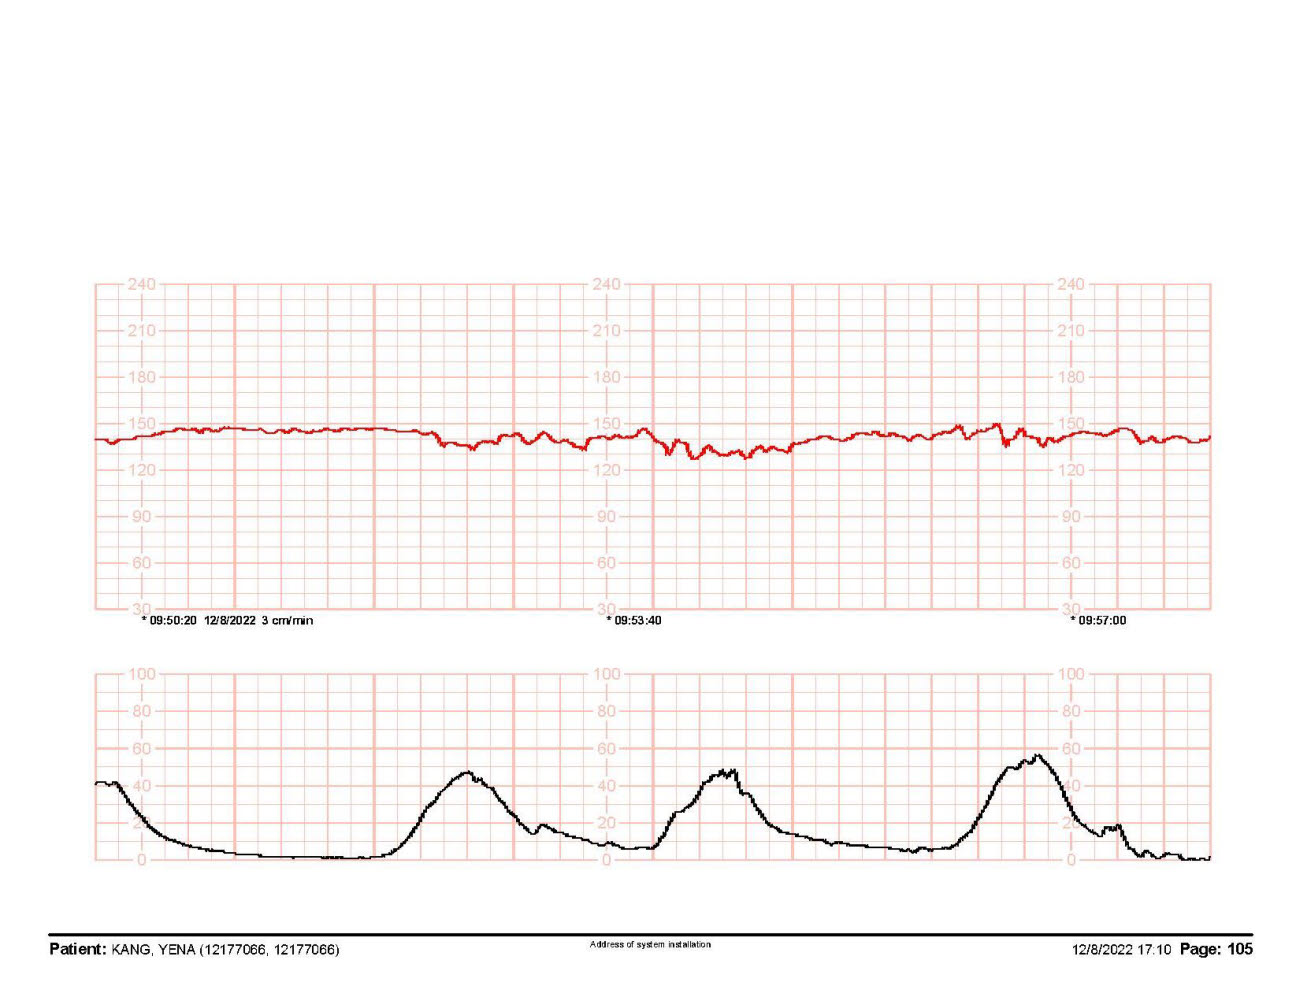 240 240 240
210 210 210
180 180 180
150 150 150
120 120 120
90 90 90
60 60 60
30 30 30
* 09:50:20 12/8/2022 3 cm/min * 09:53:40 * 09:57:00
100 100 100
80 80 80
60 60 60
40 40 40
20 20 20
0 0 0
Patient: KANG, YENA (12177066, 12177066) Address of system installation 12/8/2022 17:10 Page: 105